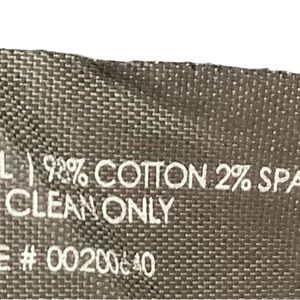 L | 98% COTTON 2% SPA
CLEAN ONLY
E # 00200640